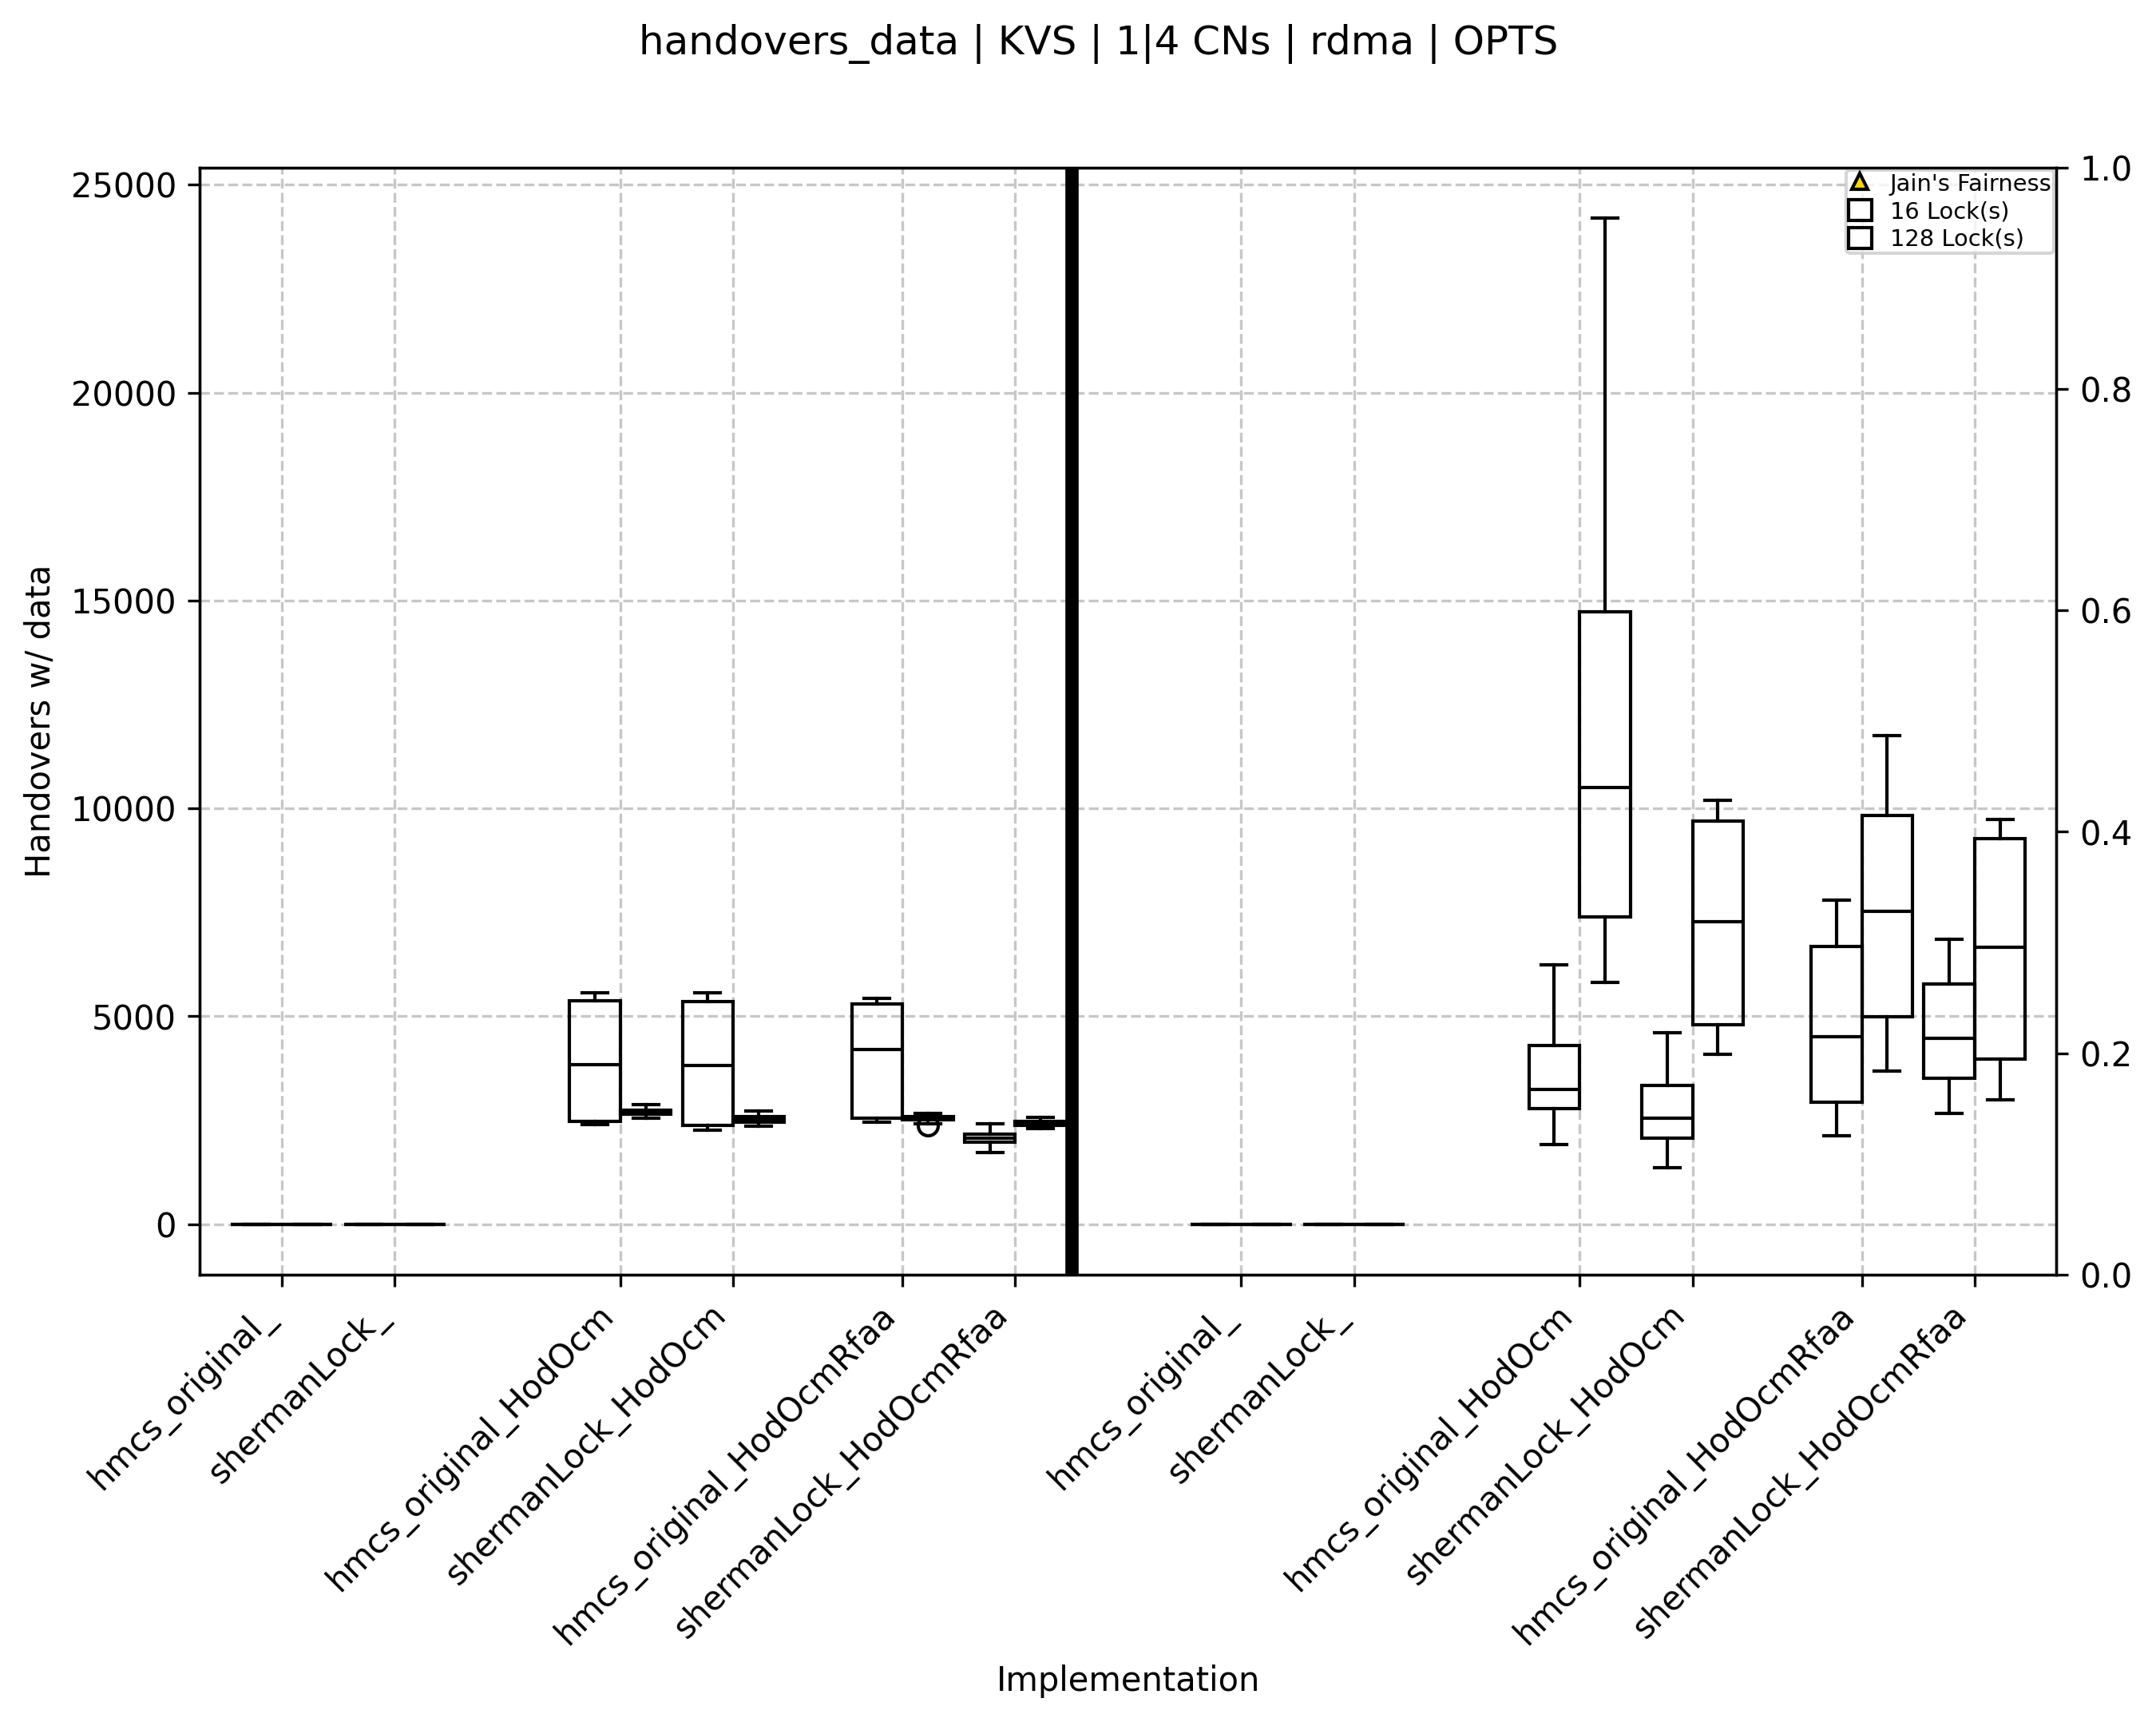 handovers_data | KVS | 1|4 CNs | rdma | OPTS
Handovers w/ data
25000
20000
15000
10000
5000
0
1.0
0.8
0.6
0.4
0.2
0.0
Jain's Fairness
16 Lock(s)
128 Lock(s)
hmcs_original_
shermanLock_
hmcs_original_HodOcm
shermanLock_HodOcm
hmcs_original_HodOcmRfaa
shermanLock_HodOcmRfaa
hmcs_original_
shermanLock_
hmcs_original_HodOcm
shermanLock_HodOcm
hmcs_original_HodOcmRfaa
shermanLock_HodOcmRfaa
Implementation